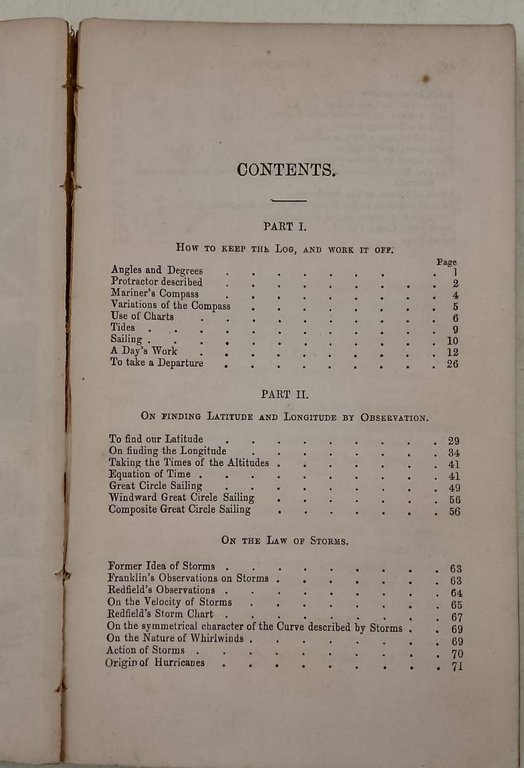 CONTENTS.
PART I.
How to keep the Log, and work it off.
Page
Angles and Degrees . . . . . . . . 1
Protractor described . . . . . . . . . 2
Mariner's Compass . . . . . . . . . 4
Variations of the Compass . . . . . . . . 5
Use of Charts . . . . . . . . . . 6
Tides . . . . . . . . . . . . 9
Sailing . . . . . . . . . . . . 10
A Day's Work . . . . . . . . . . 12
To take a Departure . . . . . . . . . 26
PART II.
On finding Latitude and Longitude by Observation.
To find our Latitude . . . . . . . . . 29
On finding the Longitude . . . . . . . . 34
Taking the Times of the Altitudes . . . . . . . 41
Equation of Time . . . . . . . . . . 41
Great Circle Sailing . . . . . . . . . 49
Windward Great Circle Sailing . . . . . . . 56
Composite Great Circle Sailing . . . . . . . 56
On the Law of Storms.
Former Idea of Storms . . . . . . . . . 63
Franklin's Observations on Storms . . . . . . . 63
Redfield's Observations . . . . . . . . . 64
On the Velocity of Storms . . . . . . . . 65
Redfield's Storm Chart . . . . . . . . . 67
On the symmetrical character of the Curve described by Storms . . 69
On the Nature of Whirlwinds . . . . . . . . 69
Action of Storms . . . . . . . . . . 70
Origin of Hurricanes . . . . . . . . . 71